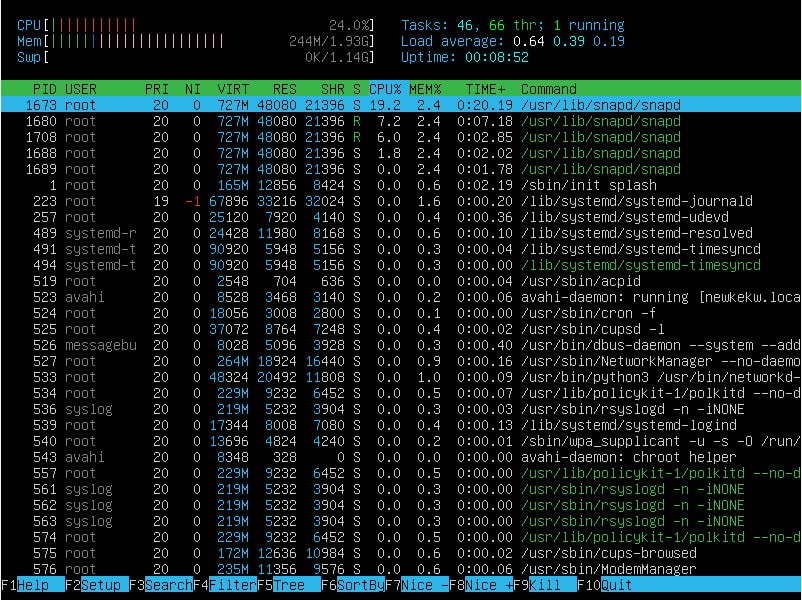 CPU[|||||||||||                        24.0%]   Tasks: 46, 66 thr; 1 running
Mem[||||||||||||||||||||||        244M/1.93G]   Load average: 0.64 0.39 0.19
Swp[                                0K/1.14G]   Uptime: 00:08:52
PID USER PRI NI VIRT RES SHR S CPU% MEM% TIME+ Command
1673 root 20 0 727M 48080 21396 S 19.2 2.4 0:20.19 /usr/lib/snapd/snapd
1680 root 20 0 727M 48080 21396 R 7.2 2.4 0:07.18 /usr/lib/snapd/snapd
1708 root 20 0 727M 48080 21396 R 6.0 2.4 0:02.85 /usr/lib/snapd/snapd
1688 root 20 0 727M 48080 21396 S 1.8 2.4 0:02.02 /usr/lib/snapd/snapd
1689 root 20 0 727M 48080 21396 S 0.0 2.4 0:01.78 /usr/lib/snapd/snapd
1 root 20 0 165M 12856 8424 S 0.0 0.6 0:02.19 /sbin/init splash
223 root 19 -1 67896 33216 32024 S 0.0 1.6 0:00.20 /lib/systemd/systemd-journald
257 root 20 0 25120 7920 4140 S 0.0 0.4 0:00.36 /lib/systemd/systemd-udevd
489 systemd-r 20 0 24428 11980 8168 S 0.0 0.6 0:00.10 /lib/systemd/systemd-resolved
491 systemd-t 20 0 90920 5948 5156 S 0.0 0.3 0:00.04 /lib/systemd/systemd-timesyncd
494 systemd-t 20 0 90920 5948 5156 S 0.0 0.3 0:00.00 /lib/systemd/systemd-timesyncd
519 root 20 0 2548 704 636 S 0.0 0.0 0:00.04 /usr/sbin/acpid
523 avahi 20 0 8528 3468 3140 S 0.0 0.2 0:00.06 avahi-daemon: running [newkekw.loca
524 root 20 0 18056 3008 2800 S 0.0 0.1 0:00.00 /usr/sbin/cron -f
525 root 20 0 37072 8764 7248 S 0.0 0.4 0:00.02 /usr/sbin/cupsd -l
526 messagebu 20 0 8028 5096 3928 S 0.0 0.3 0:00.40 /usr/bin/dbus-daemon --system --add
527 root 20 0 264M 18924 16440 S 0.0 0.9 0:00.16 /usr/sbin/NetworkManager --no-daemo
533 root 20 0 48324 20492 11808 S 0.0 1.0 0:00.09 /usr/bin/python3 /usr/bin/networkd-
534 root 20 0 229M 9232 6452 S 0.0 0.5 0:00.07 /usr/lib/policykit-1/polkitd --no-d
536 syslog 20 0 219M 5232 3904 S 0.0 0.3 0:00.03 /usr/sbin/rsyslogd -n -iNONE
539 root 20 0 17344 8008 7080 S 0.0 0.4 0:00.13 /lib/systemd/systemd-logind
540 root 20 0 13696 4824 4240 S 0.0 0.2 0:00.01 /sbin/wpa_supplicant -u -s -O /run/
543 avahi 20 0 8348 328 0 S 0.0 0.0 0:00.00 avahi-daemon: chroot helper
557 root 20 0 229M 9232 6452 S 0.0 0.5 0:00.00 /usr/lib/policykit-1/polkitd --no-d
561 syslog 20 0 219M 5232 3904 S 0.0 0.3 0:00.00 /usr/sbin/rsyslogd -n -iNONE
562 syslog 20 0 219M 5232 3904 S 0.0 0.3 0:00.00 /usr/sbin/rsyslogd -n -iNONE
563 syslog 20 0 219M 5232 3904 S 0.0 0.3 0:00.00 /usr/sbin/rsyslogd -n -iNONE
574 root 20 0 229M 9232 6452 S 0.0 0.5 0:00.00 /usr/lib/policykit-1/polkitd --no-d
575 root 20 0 172M 12636 10984 S 0.0 0.6 0:00.02 /usr/sbin/cups-browsed
576 root 20 0 235M 11356 9576 S 0.0 0.6 0:00.06 /usr/sbin/ModemManager
F1Help F2Setup F3SearchF4FilterF5Tree F6SortByF7Nice -F8Nice +F9Kill F10Quit